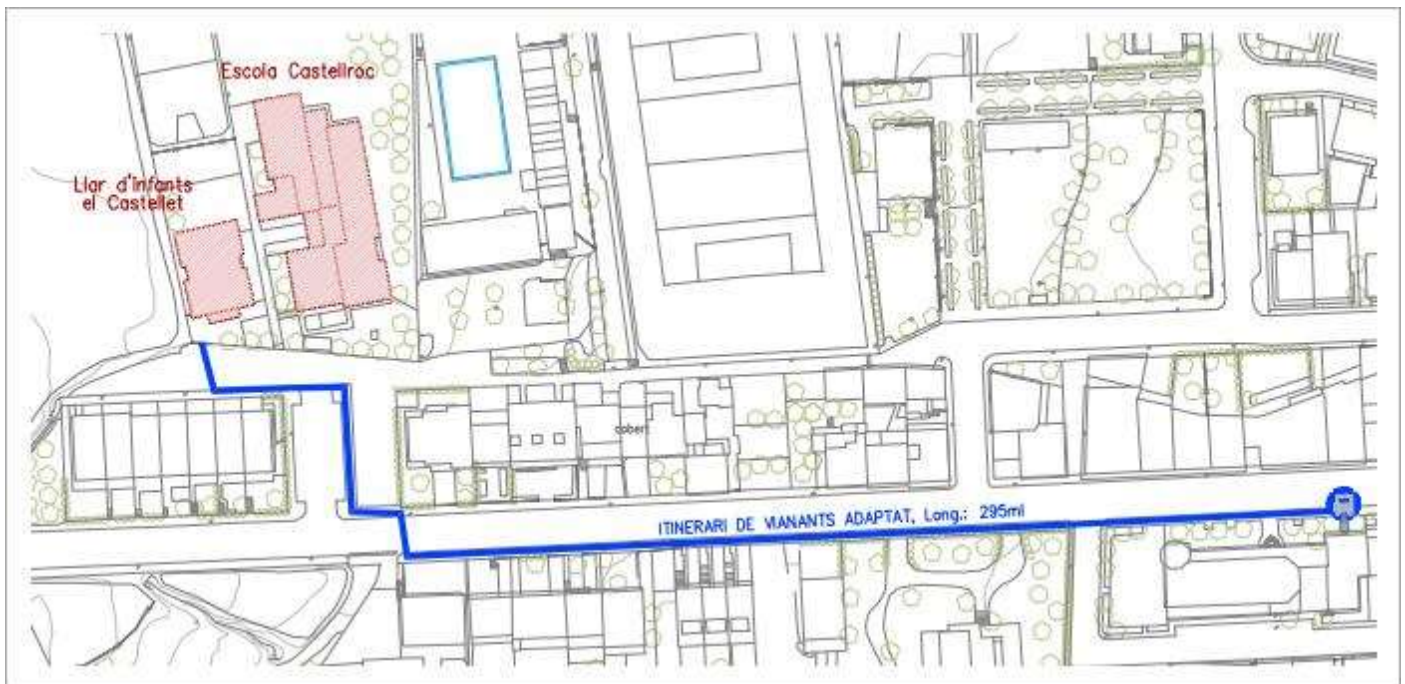 Escola Castellroc
Llar d'infants
el Castellet
cobert
ITINERARI DE VIANANTS ADAPTAT, Long.: 295ml